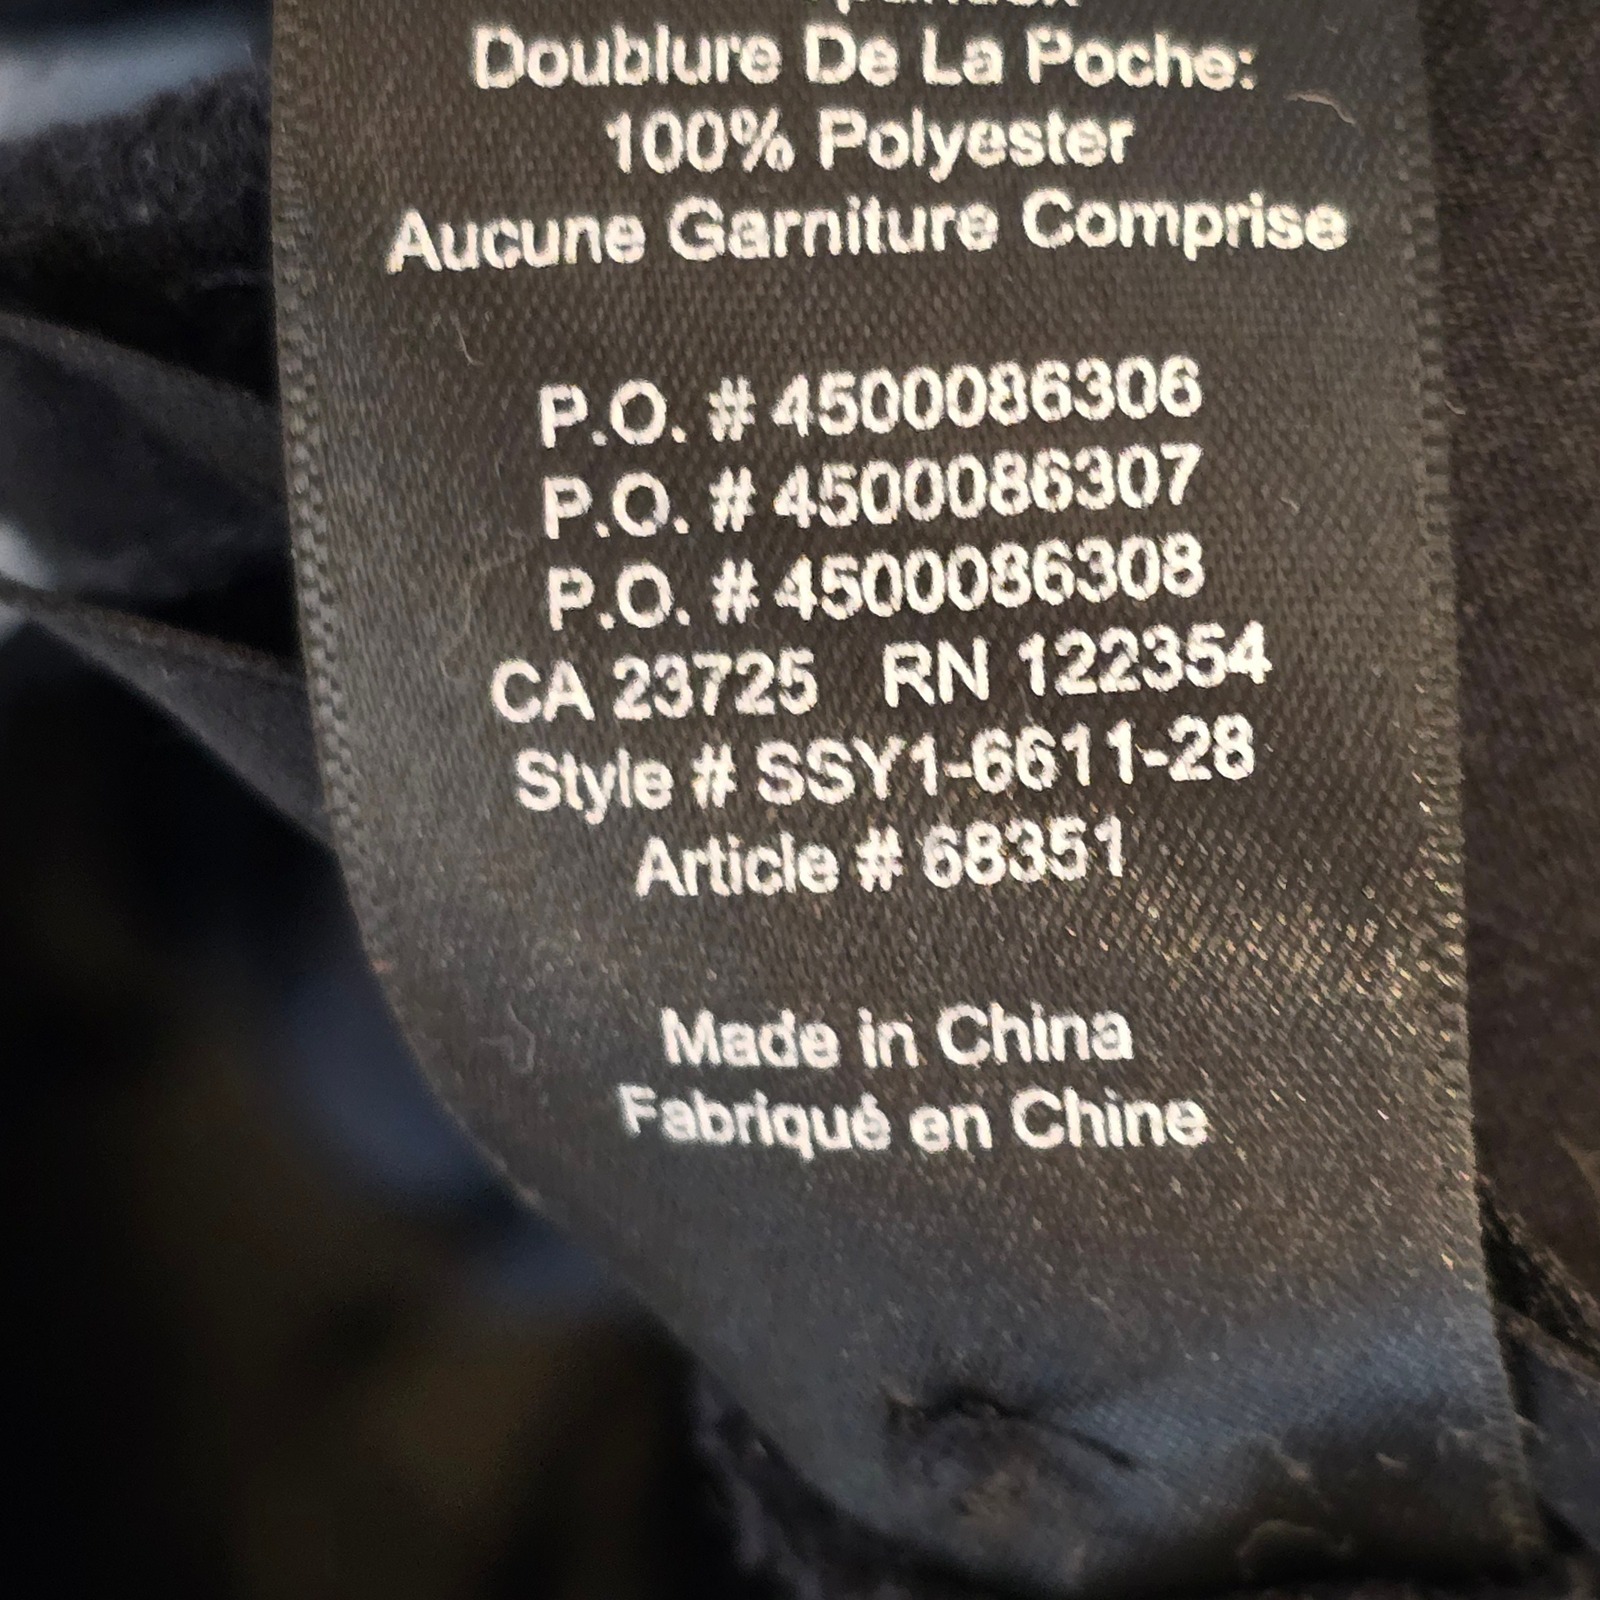 Doublure De La Poche:
100% Polyester
Aucune Garniture Comprise
P.O. # 4500086306
P.O. # 4500086307
P.O. # 4500086308
CA 23725 RN 122354
Style # SSY1-6611-28
Article # 68351
Made in China
Fabriqué en Chine